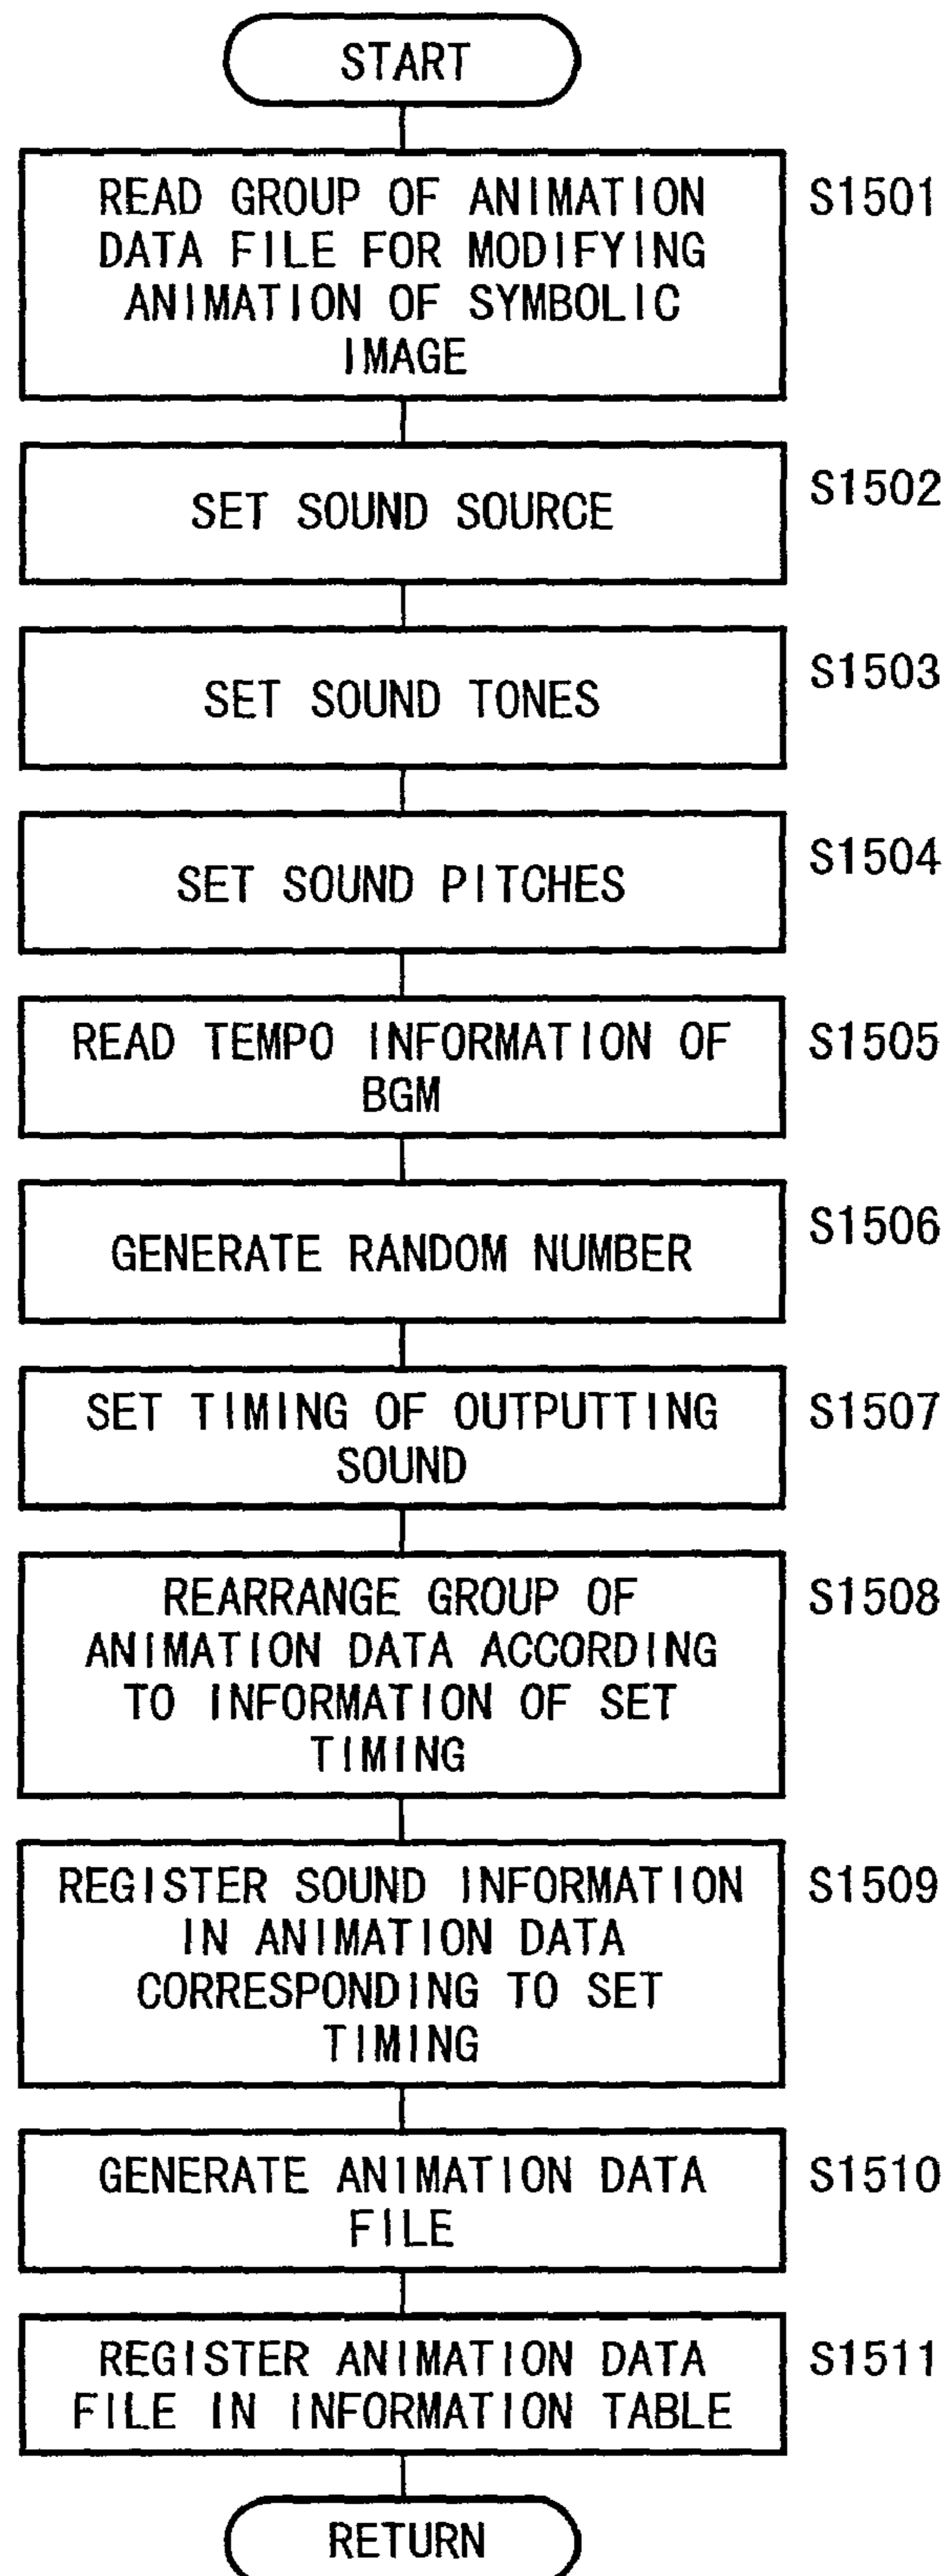 START
READ GROUP OF ANIMATION
DATA FILE FOR MODIFYING
ANIMATION OF SYMBOLIC
IMAGE
S1501
SET SOUND SOURCE
S1502
SET SOUND TONES
S1503
SET SOUND PITCHES
S1504
READ TEMPO INFORMATION OF
BGM
S1505
GENERATE RANDOM NUMBER
S1506
SET TIMING OF OUTPUTTING
SOUND
S1507
REARRANGE GROUP OF
ANIMATION DATA ACCORDING
TO INFORMATION OF SET
TIMING
S1508
REGISTER SOUND INFORMATION
IN ANIMATION DATA
CORRESPONDING TO SET
TIMING
S1509
GENERATE ANIMATION DATA
FILE
S1510
REGISTER ANIMATION DATA
FILE IN INFORMATION TABLE
S1511
RETURN